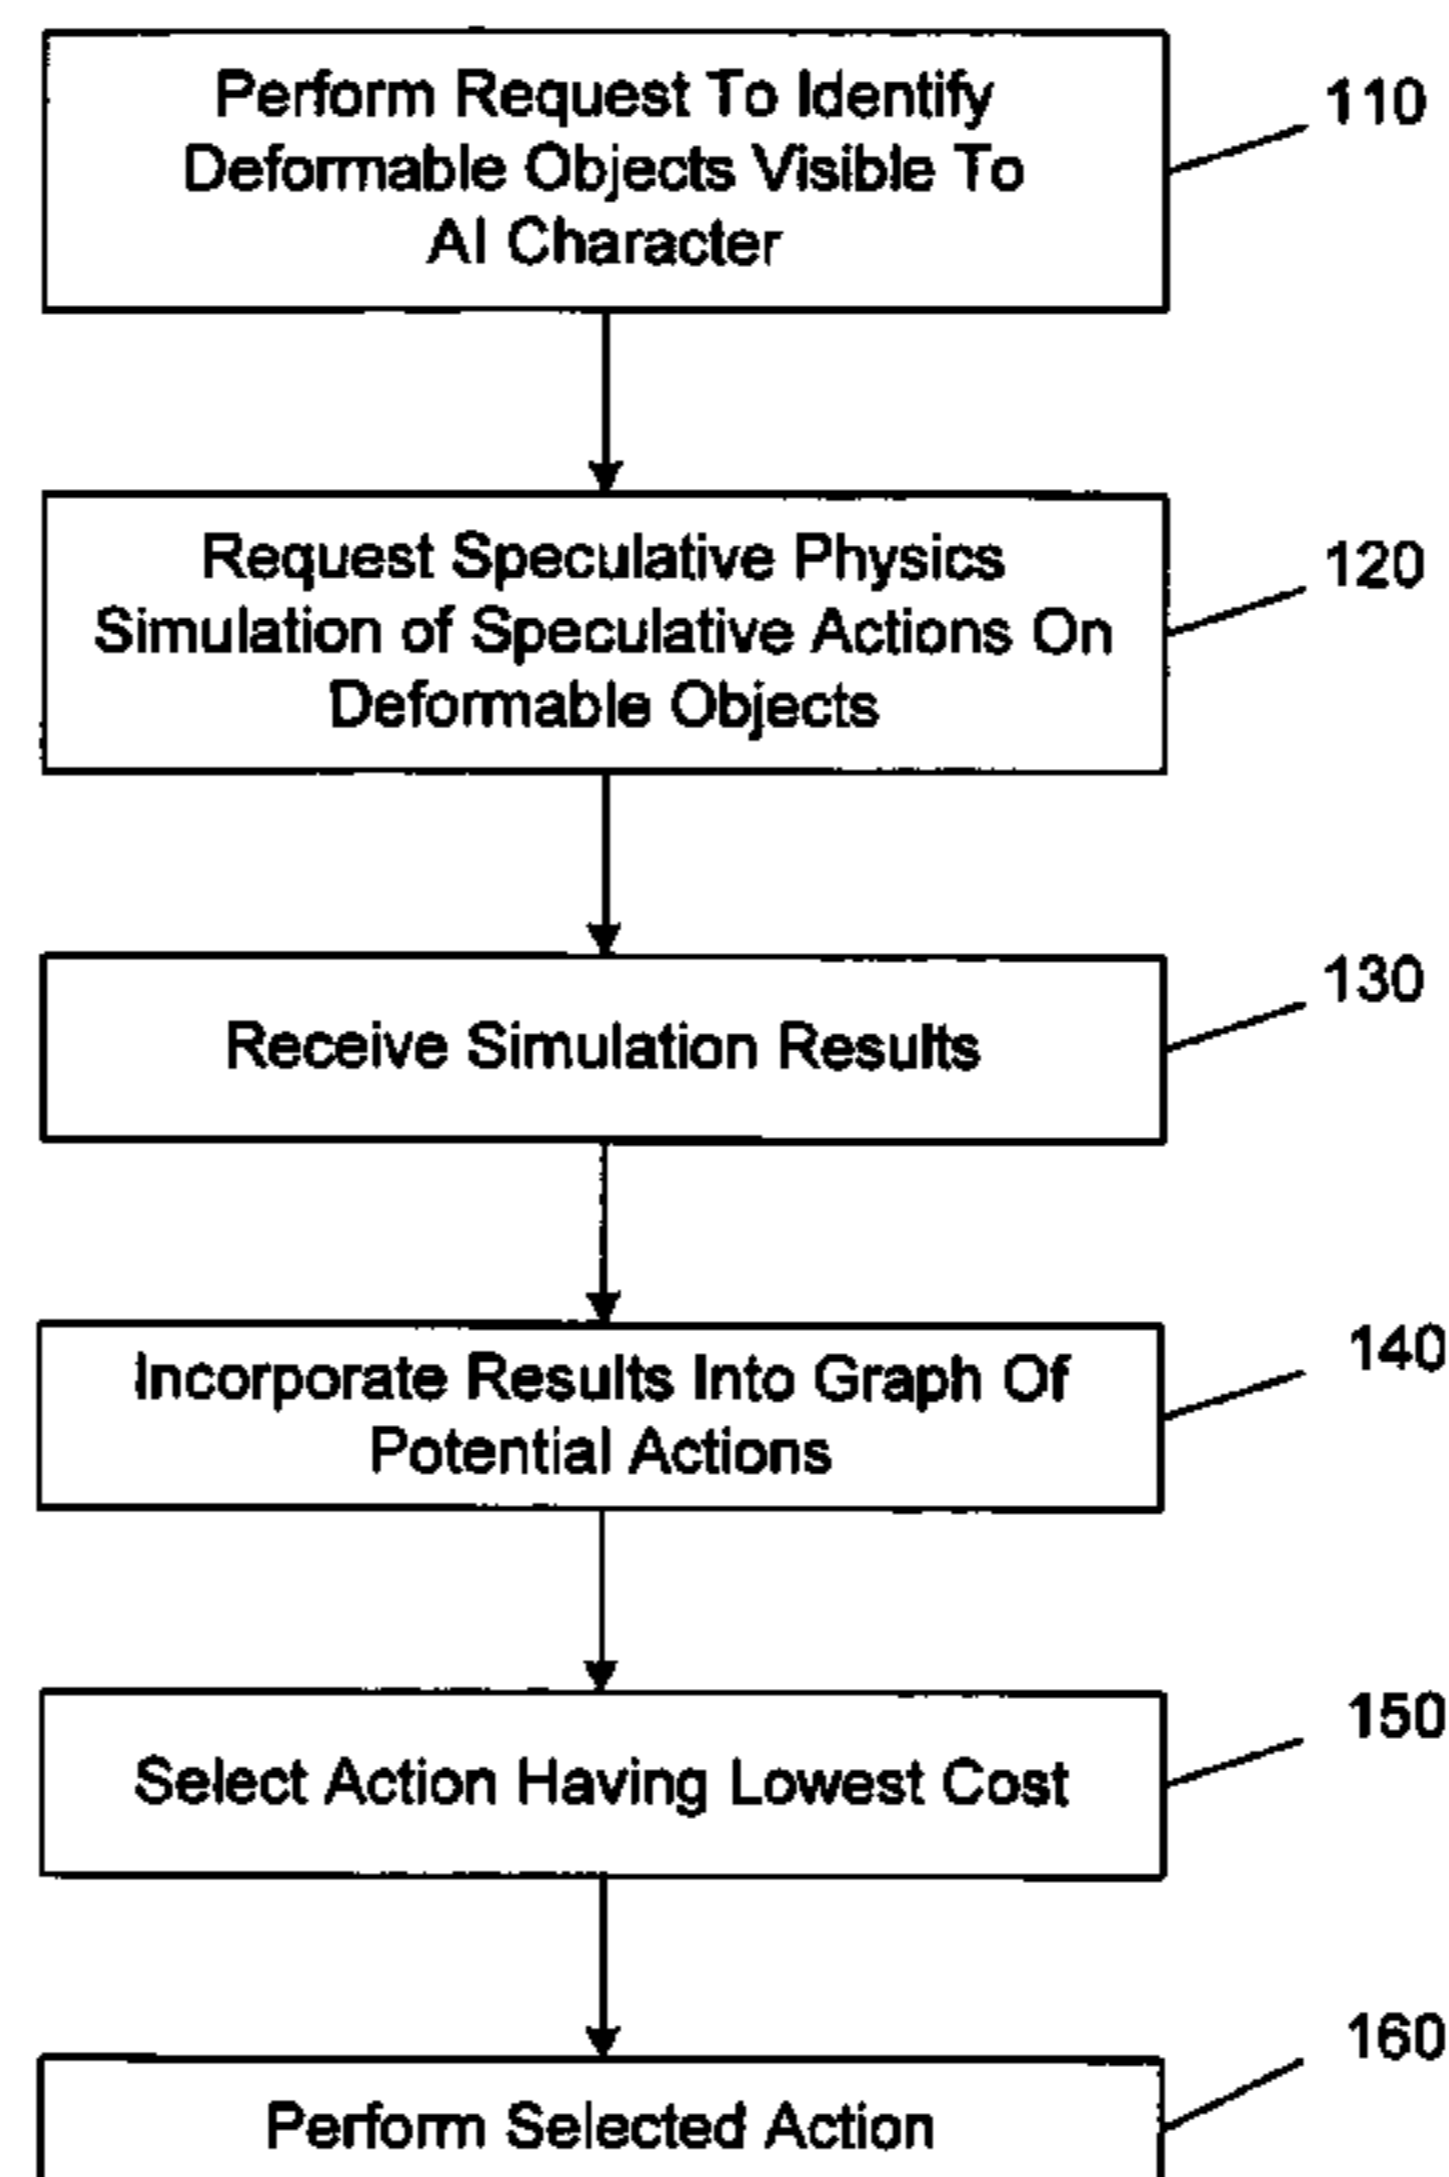 Perform Request To Identify
Deformable Objects Visible To
AI Character
110
Request Speculative Physics
Simulation of Speculative Actions On
Deformable Objects
120
Receive Simulation Results
130
Incorporate Results Into Graph Of
Potential Actions
140
Select Action Having Lowest Cost
150
Perform Selected Action
160